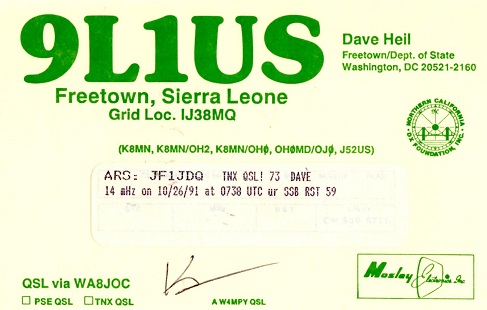 9L1US
Dave Heil
Freetown/Dept. of State
Washington, DC 20521-2160
Freetown, Sierra Leone
Grid Loc. IJ38MQ
NORTHERN CALIFORNIA
DX FOUNDATION, INC.
(K8MN, K8MN/OH2, K8MN/OHØ, OHØMD/OJØ, J52US)
ARS: JF1JDQ TNX QSL! 73 DAVE
14 mHz on 10/26/91 at 0738 UTC ur SSB RST 59
QSL via WA8JOC
☐ PSE QSL ☐ TNX QSL
A W4MPY QSL
Mosley Electronics Inc